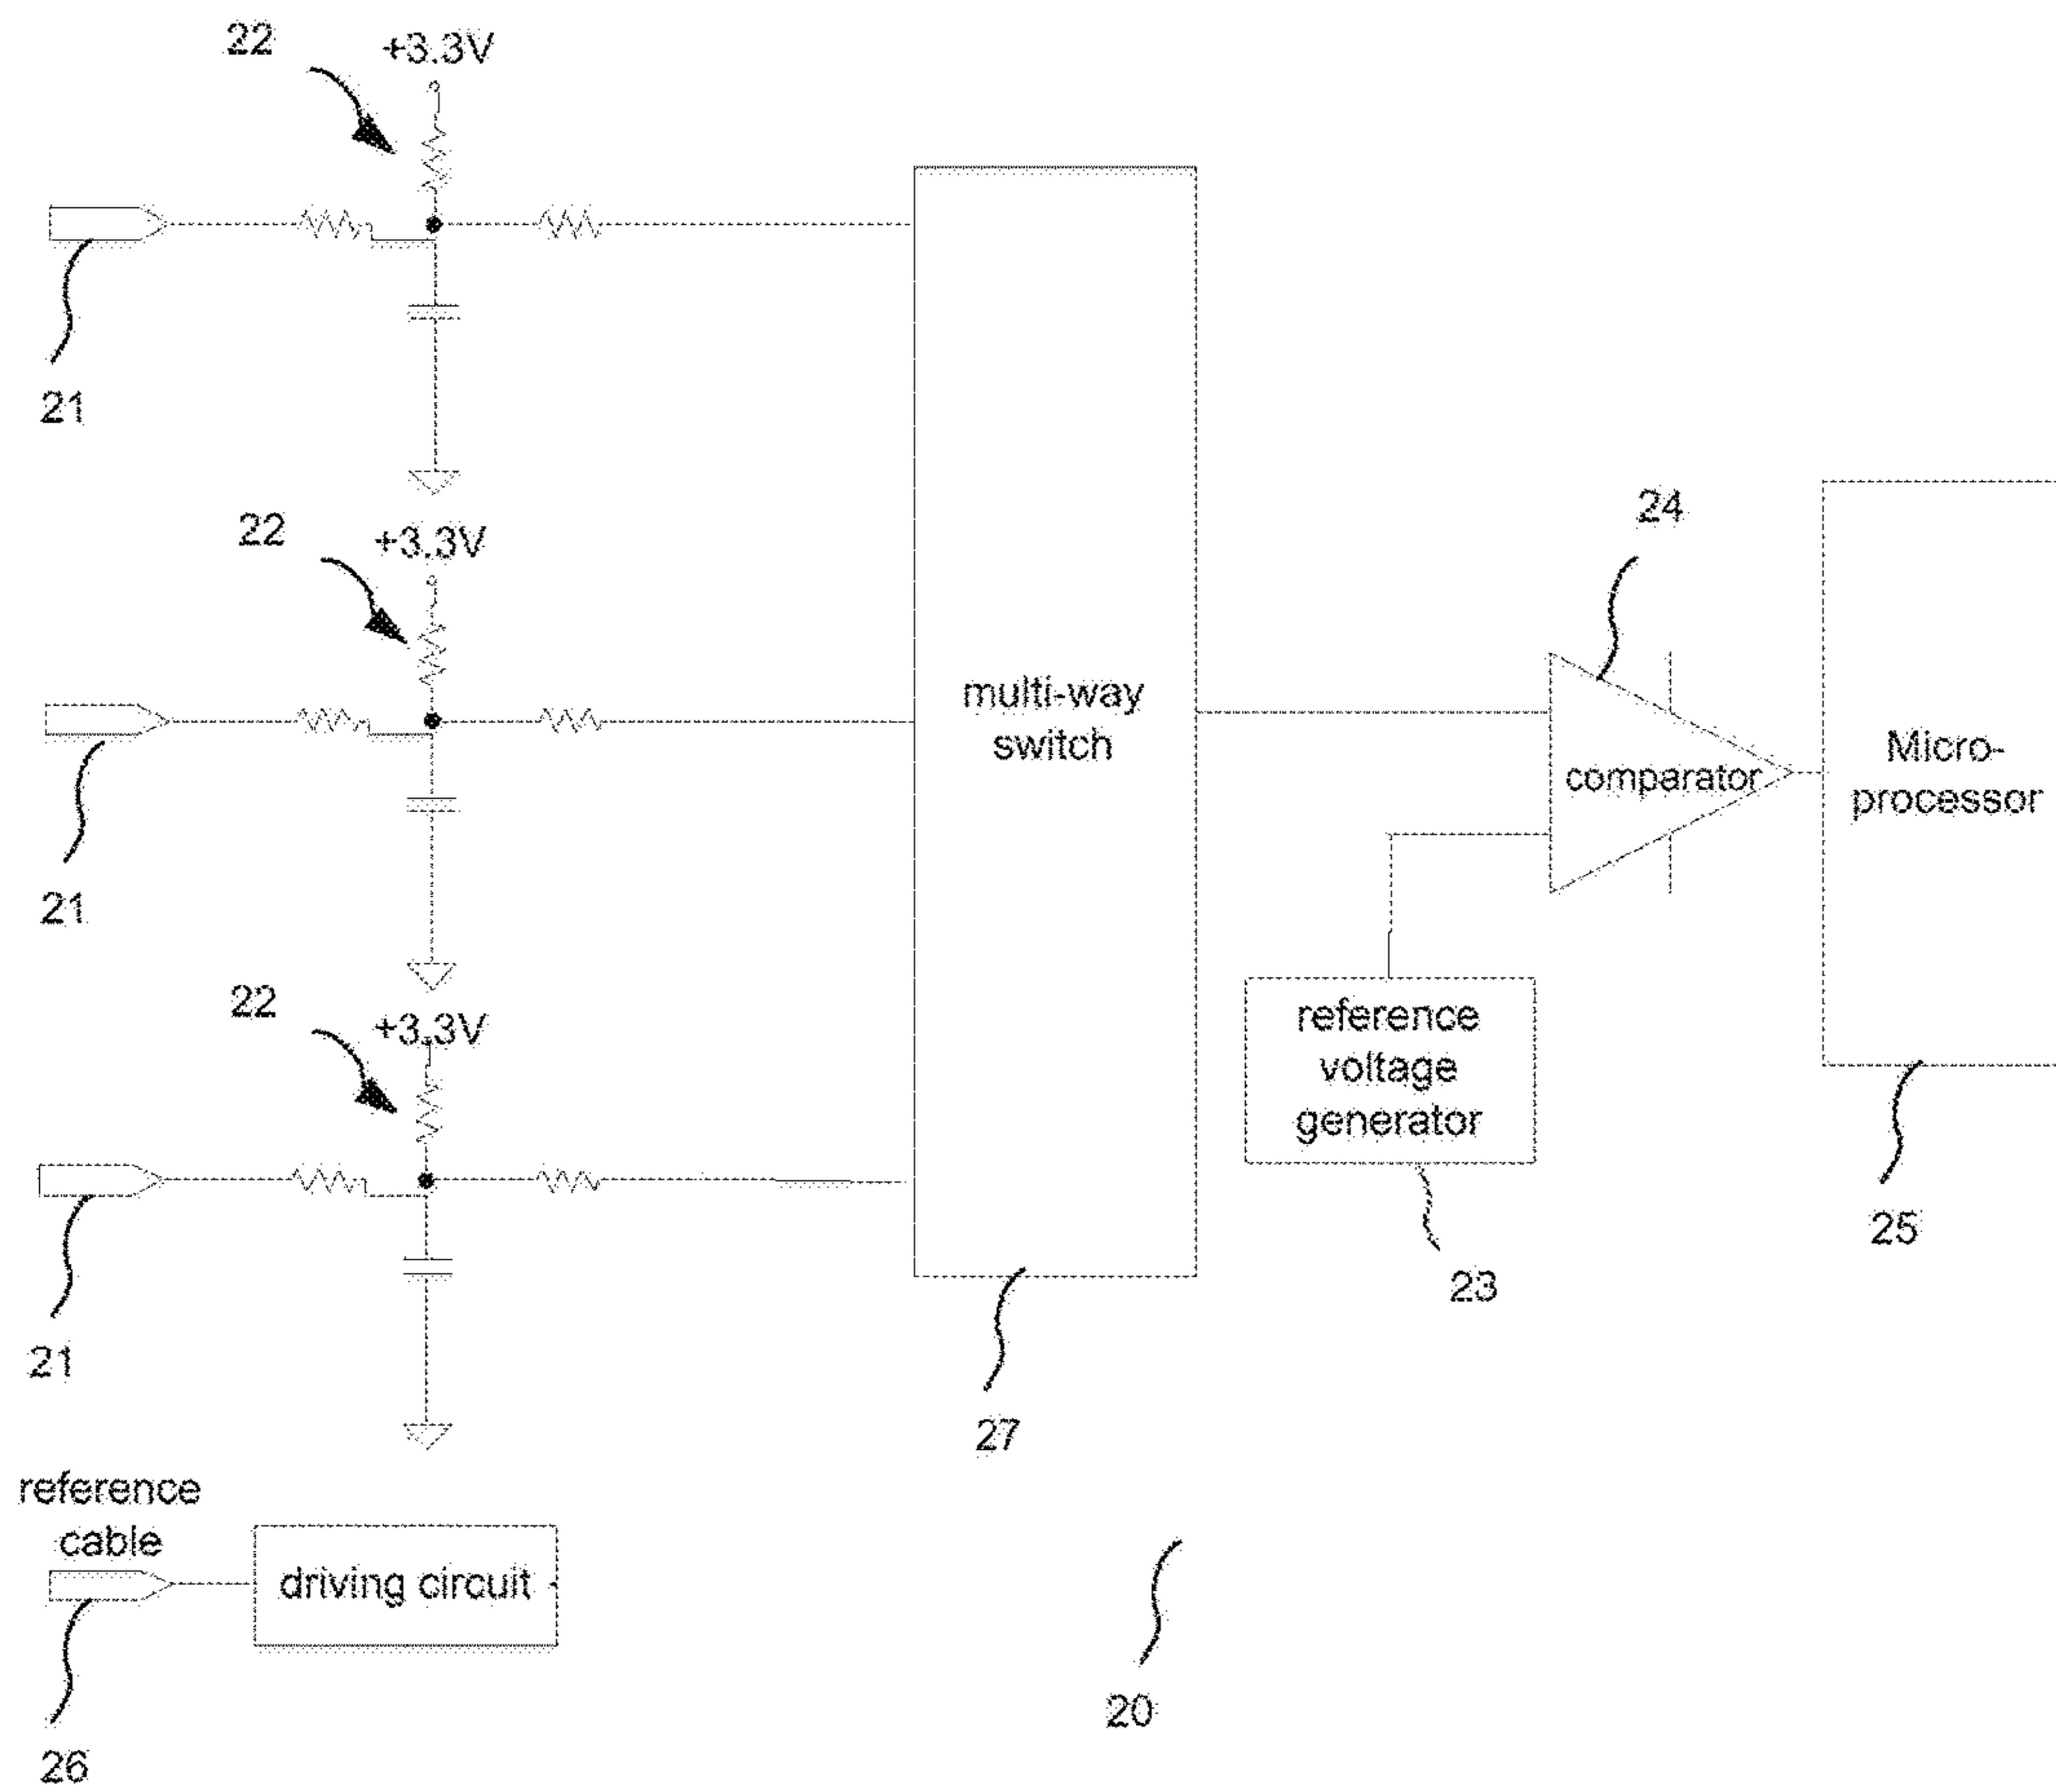 22
+3.3V
21
22
+3.3V
24
multi-way
switch
comparator
Micro-
processor
21
22
+3.3V
reference
voltage
generator
25
23
21
27
reference
cable
driving circuit
20
26